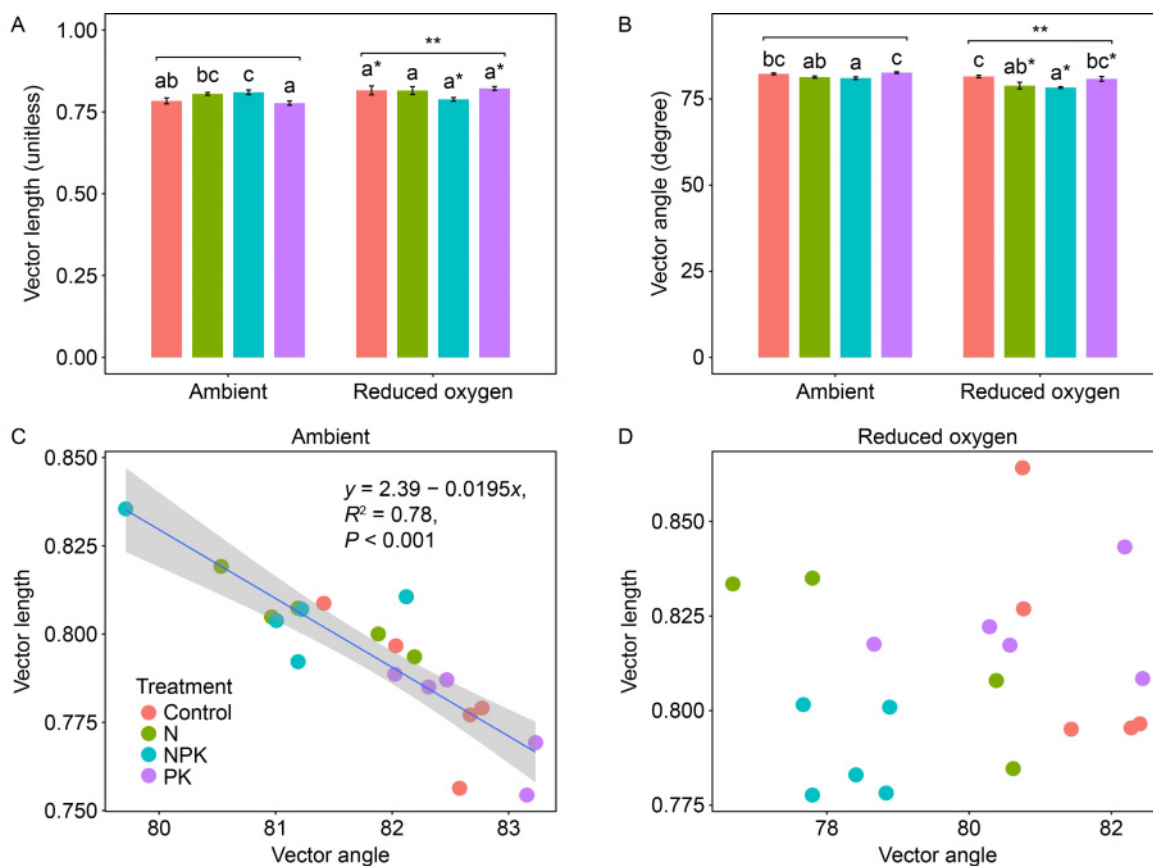 A
Vector length (unitless)
1.00
0.75
0.50
0.25
0.00
ab bc c a
**
a* a a* a*
Ambient Reduced oxygen
B
Vector angle (degree)
75
50
25
0
bc ab a c
**
c ab* a* bc*
Ambient Reduced oxygen
C
Ambient
Vector length
0.850
0.825
0.800
0.775
0.750
y = 2.39 − 0.0195x,
R² = 0.78,
P < 0.001
Treatment
Control
N
NPK
PK
80 81 82 83
Vector angle
D
Reduced oxygen
Vector length
0.850
0.825
0.800
0.775
78 80 82
Vector angle